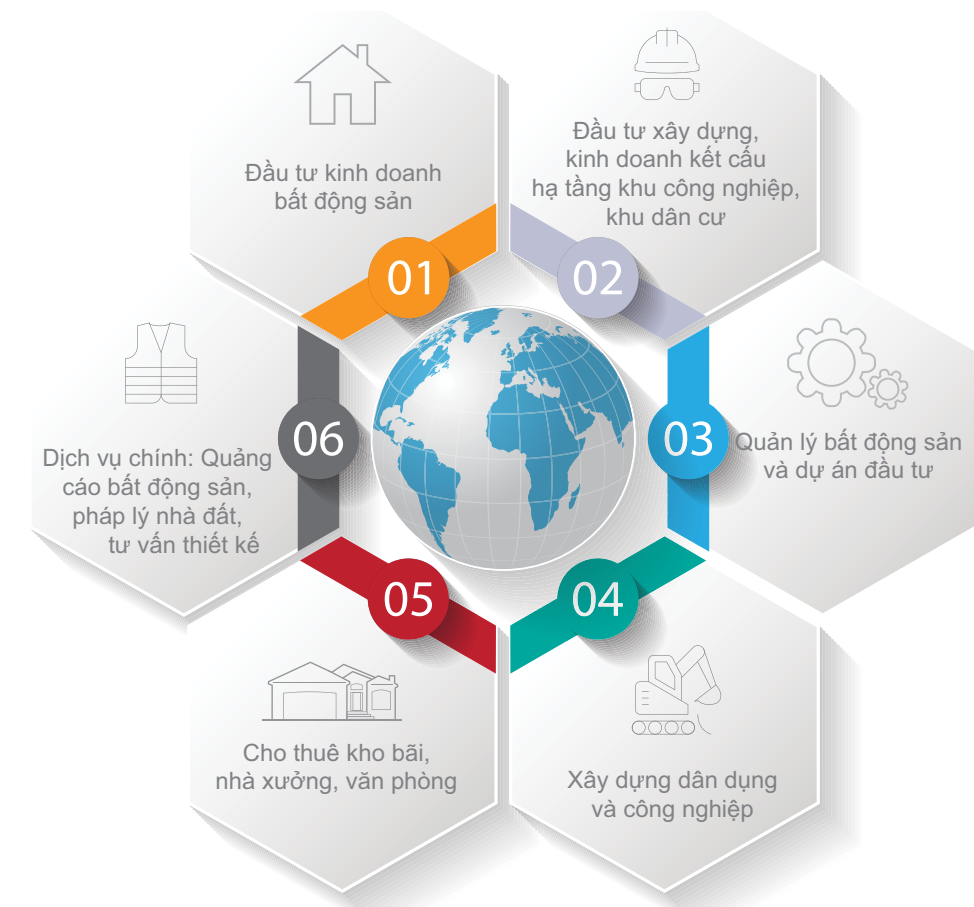 Đầu tư kinh doanh
bất động sản
01
Đầu tư xây dựng,
kinh doanh kết cấu
hạ tầng khu công nghiệp,
khu dân cư
02
03
Quản lý bất động sản
và dự án đầu tư
04
Xây dựng dân dụng
và công nghiệp
05
Cho thuê kho bãi,
nhà xưởng, văn phòng
06
Dịch vụ chính: Quảng
cáo bất động sản,
pháp lý nhà đất,
tư vấn thiết kế